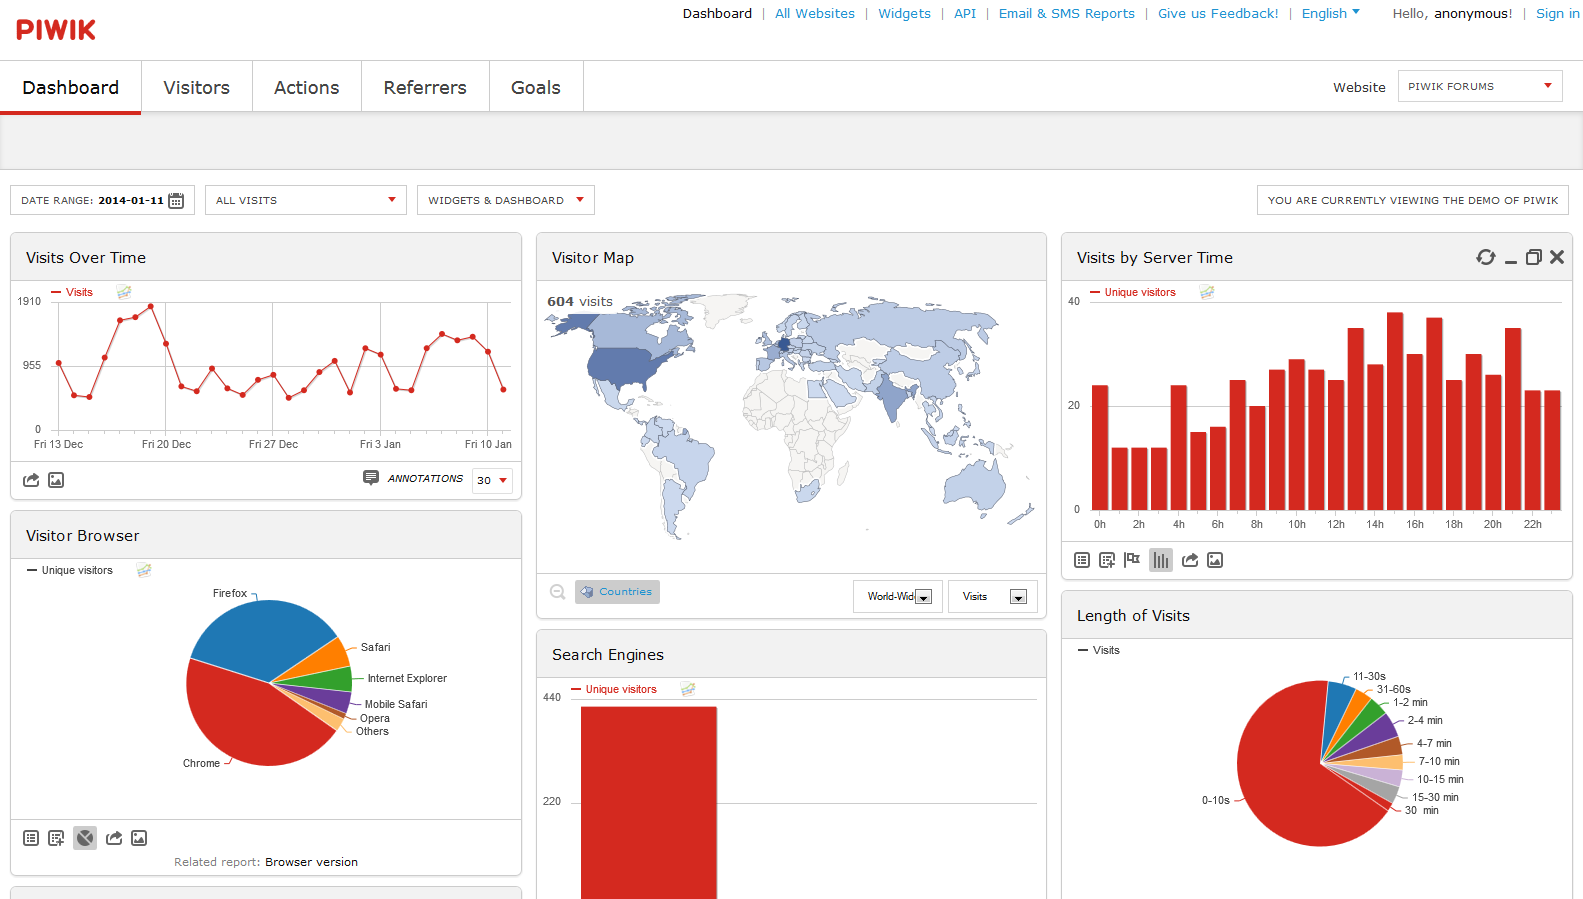 PIWIK
Dashboard | All Websites | Widgets | API | Email & SMS Reports | Give us Feedback! | English Hello, anonymous! | Sign in
Dashboard Visitors Actions Referrers Goals
Website PIWIK FORUMS
DATE RANGE: 2014-01-11
ALL VISITS
WIDGETS & DASHBOARD
YOU ARE CURRENTLY VIEWING THE DEMO OF PIWIK
Visits Over Time
Visits
1910
955
0
Fri 13 Dec Fri 20 Dec Fri 27 Dec Fri 3 Jan Fri 10 Jan
ANNOTATIONS 30
Visitor Browser
Unique visitors
Firefox
Safari
Internet Explorer
Mobile Safari
Opera
Others
Chrome
Related report: Browser version
Visitor Map
604 visits
Countries
World-Wid
Visits
Search Engines
Unique visitors
440
220
Visits by Server Time
Unique visitors
40
20
0
0h 2h 4h 6h 8h 10h 12h 14h 16h 18h 20h 22h
Length of Visits
Visits
11-30s
31-60s
1-2 min
2-4 min
4-7 min
7-10 min
10-15 min
15-30 min
30 min
0-10s